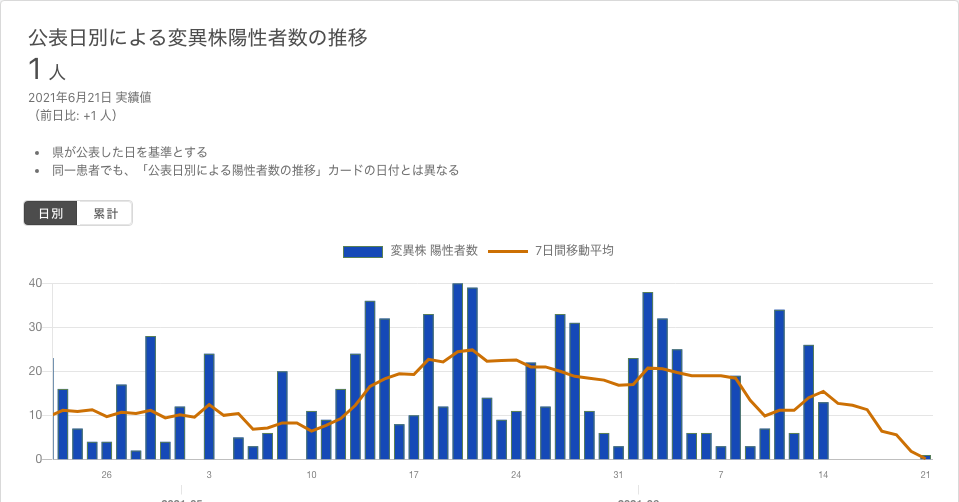 公表日別による変異株陽性者数の推移
1 人
2021年6月21日 実績値
（前日比: +1 人）
• 県が公表した日を基準とする
• 同一患者でも、「公表日別による陽性者数の推移」カードの日付とは異なる
日別 累計
変異株 陽性者数 7日間移動平均
40
30
20
10
0
26 3 10 17 24 31 7 14 21